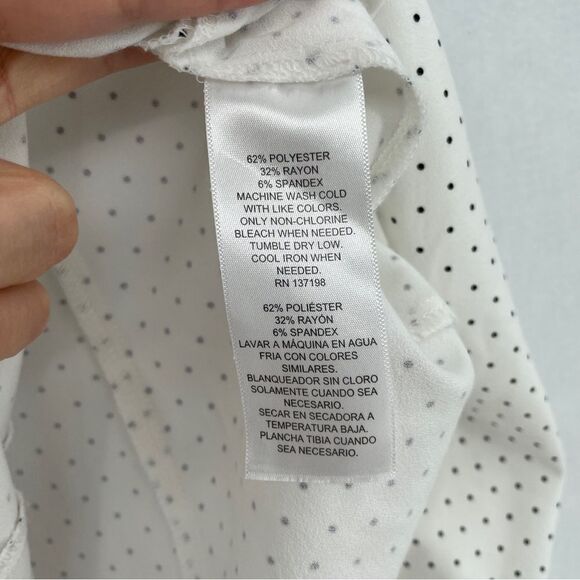 62% POLYESTER
32% RAYON
6% SPANDEX
MACHINE WASH COLD
WITH LIKE COLORS.
ONLY NON-CHLORINE
BLEACH WHEN NEEDED.
TUMBLE DRY LOW.
COOL IRON WHEN
NEEDED.
RN 137198
62% POLIÉSTER
32% RAYÓN
6% SPANDEX
LAVAR A MÁQUINA EN AGUA
FRIA CON COLORES
SIMILARES.
BLANQUEADOR SIN CLORO
SOLAMENTE CUANDO SEA
NECESARIO.
SECAR EN SECADORA A
TEMPERATURA BAJA.
PLANCHA TIBIA CUANDO
SEA NECESARIO.